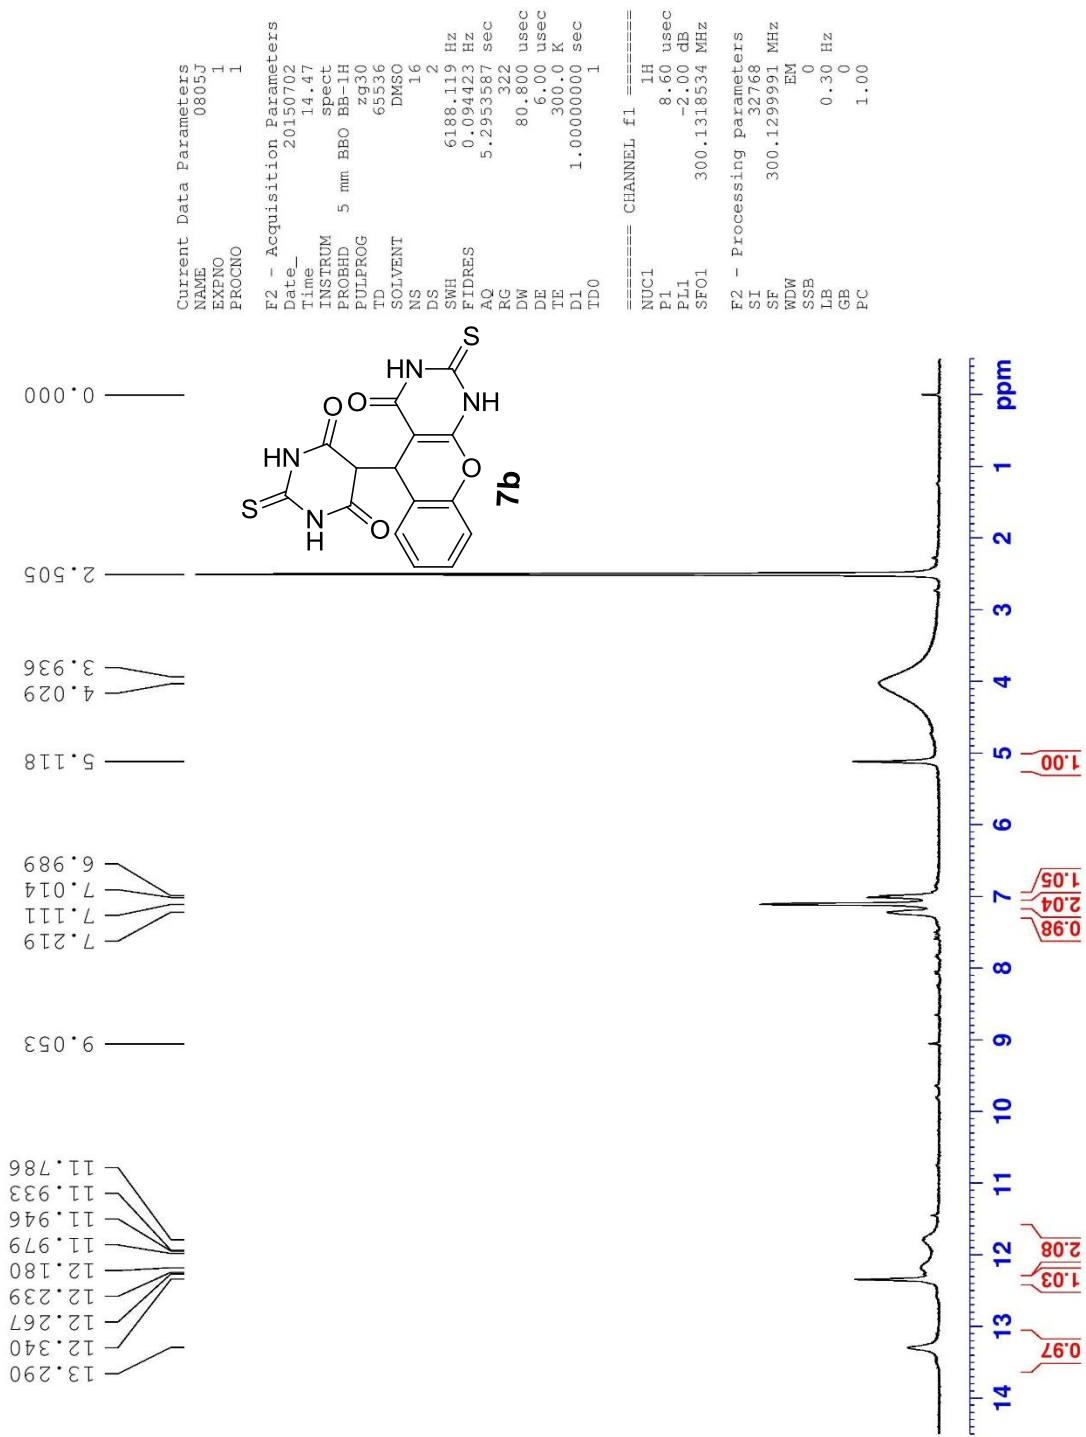 Current Data Parameters
NAME 0805J
EXPNO 1
PROCNO 1
F2 - Acquisition Parameters
Date_ 20150702
Time 14.47
INSTRUM spect
PROBHD 5 mm BBO BB-1H
PULPROG zg30
TD 65536
SOLVENT DMSO
NS 16
DS 2
SWH 6188.119 Hz
FIDRES 0.094423 Hz
AQ 5.2953587 sec
RG 322
DW 80.800 usec
DE 6.00 usec
TE 300.0 K
D1 1.00000000 sec
TD0 1
======== CHANNEL f1 ========
NUC1 1H
P1 8.60 usec
PL1 -2.00 dB
SFO1 300.1318534 MHz
F2 - Processing parameters
SI 32768
SF 300.1299991 MHz
WDW EM
SSB 0
LB 0.30 Hz
GB 0
PC 1.00
S
HN
NH
O
O
O
HN
S
N
H
O
O
7b
13.290
12.340
12.267
12.239
12.180
11.979
11.946
11.933
11.786
9.053
7.219
7.111
7.014
6.989
5.118
4.029
3.936
2.505
0.000
14 13 12 11 10 9 8 7 6 5 4 3 2 1 ppm
0.97
1.03
2.08
0.98
2.04
1.05
1.00